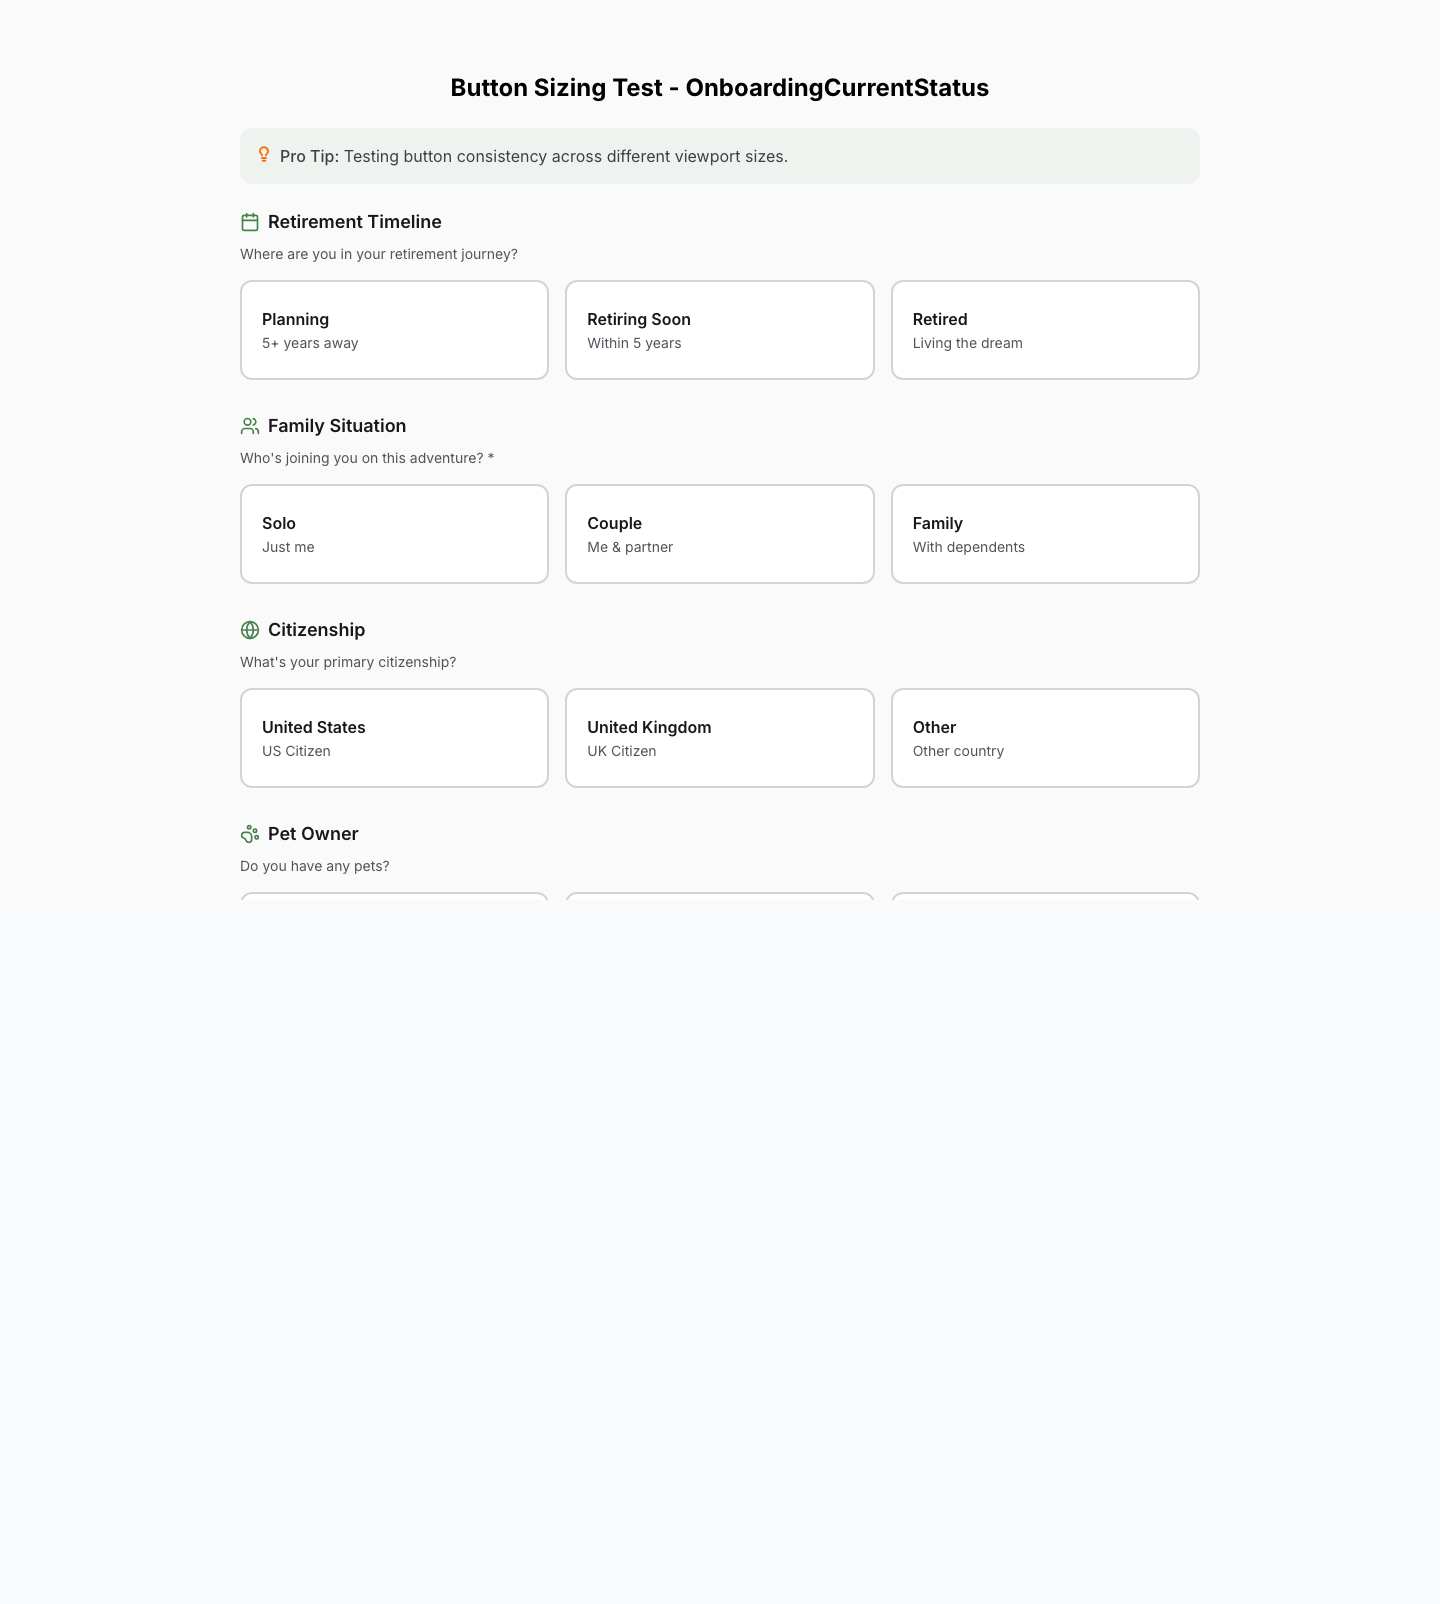 Button Sizing Test - OnboardingCurrentStatus
Pro Tip: Testing button consistency across different viewport sizes.
Retirement Timeline
Where are you in your retirement journey?
Planning
5+ years away
Retiring Soon
Within 5 years
Retired
Living the dream
Family Situation
Who's joining you on this adventure? *
Solo
Just me
Couple
Me & partner
Family
With dependents
Citizenship
What's your primary citizenship?
United States
US Citizen
United Kingdom
UK Citizen
Other
Other country
Pet Owner
Do you have any pets?